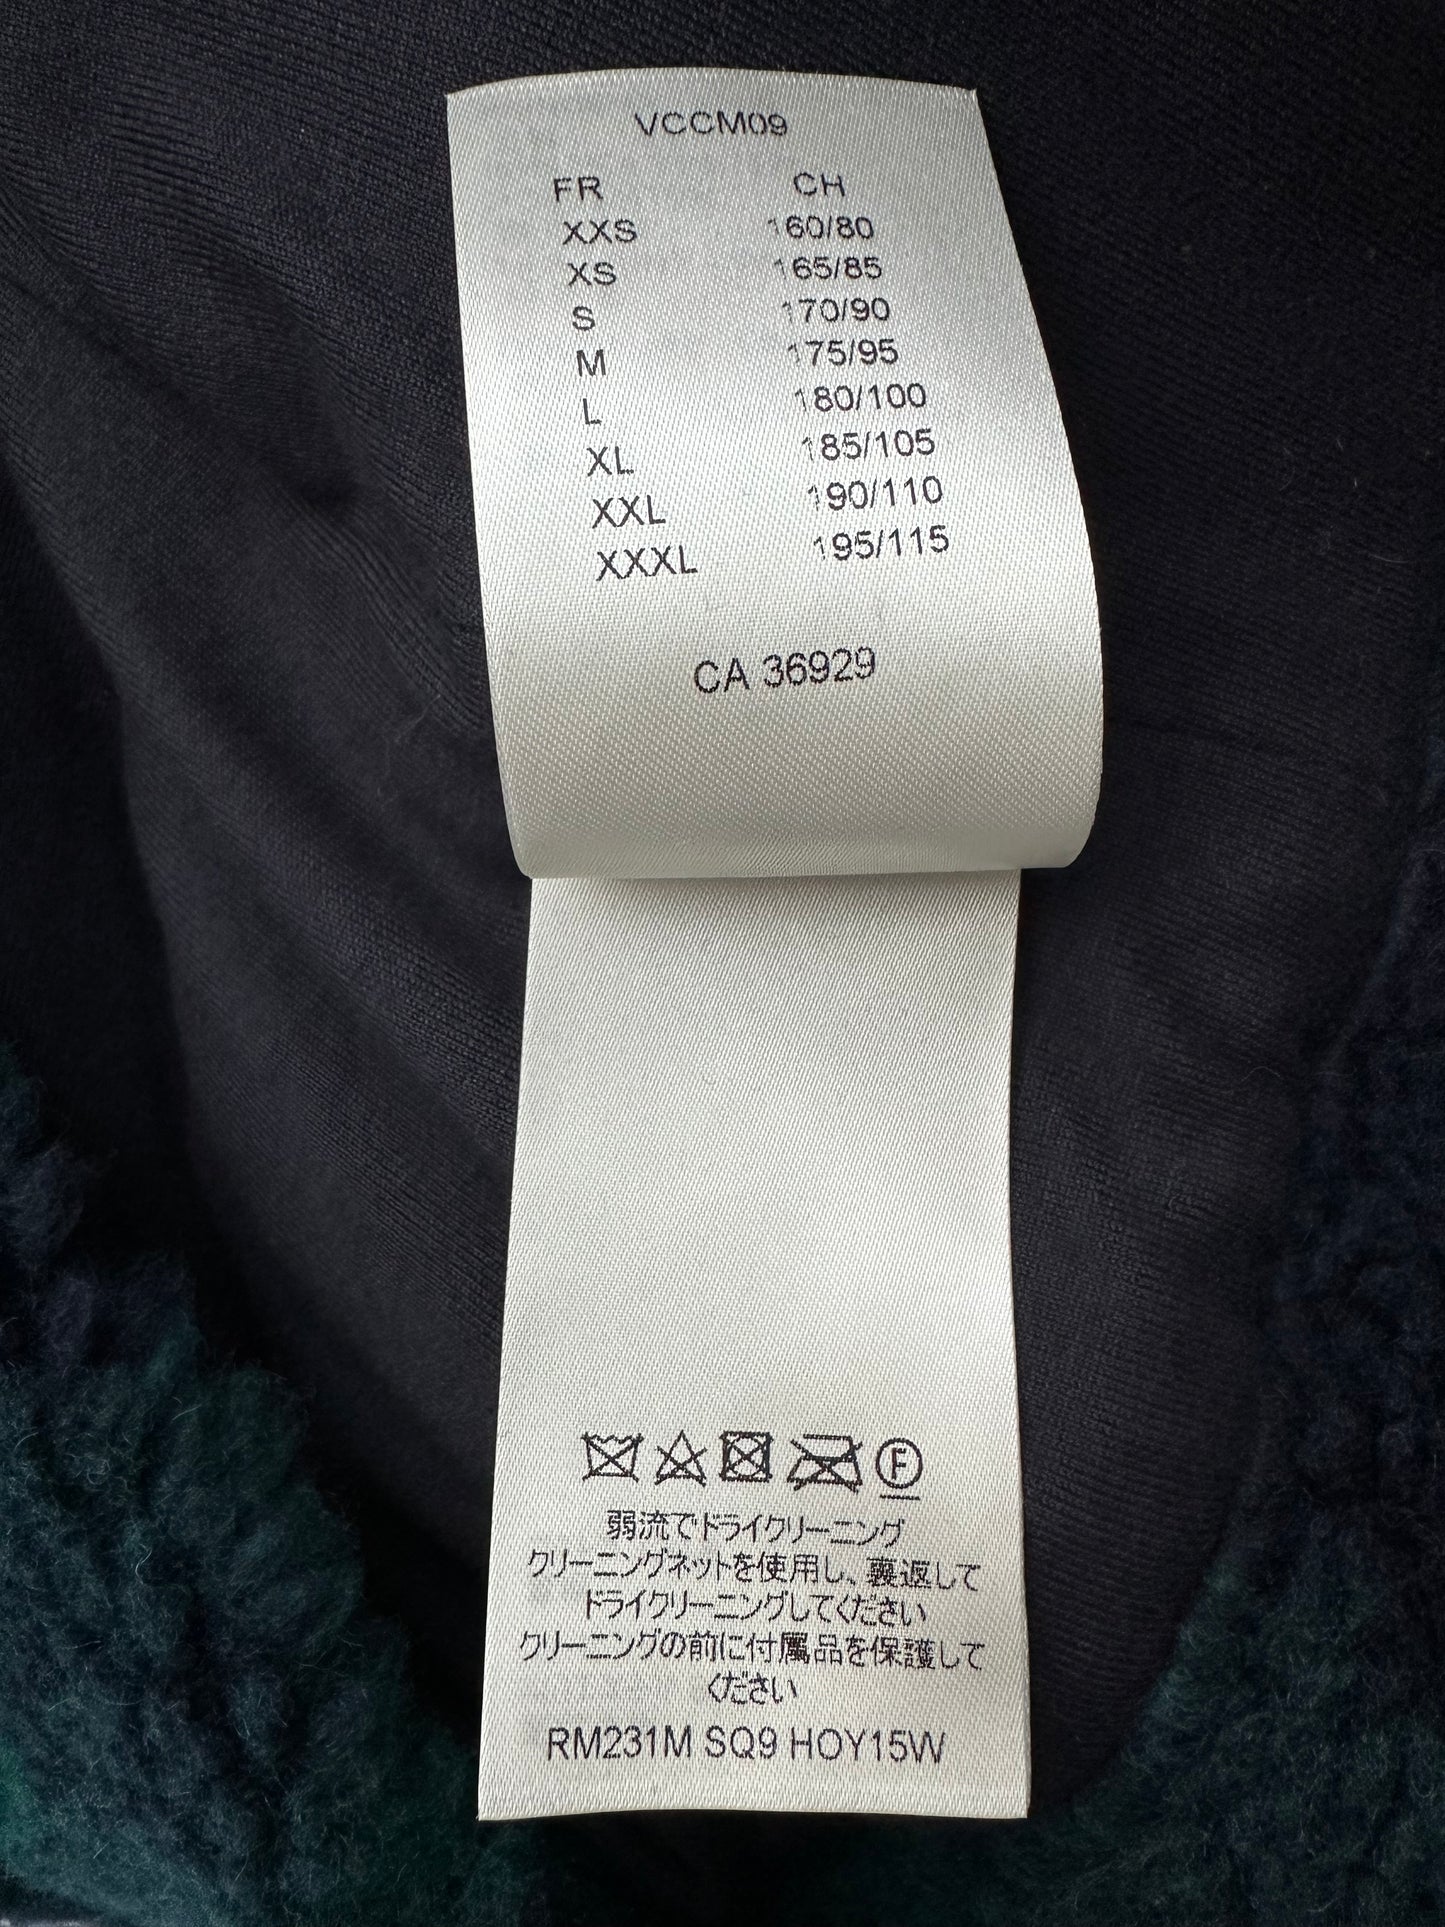 VCCM09
FR CH
XXS 160/80
XS 165/85
S 170/90
M 175/95
L 180/100
XL 185/105
XXL 190/110
XXXL 195/115
CA 36929
F
弱流でドライクリーニング
クリーニングネットを使用し、裏返して
ドライクリーニングしてください
クリーニングの前に付属品を保護して
ください
RM231M SQ9 HOY15W